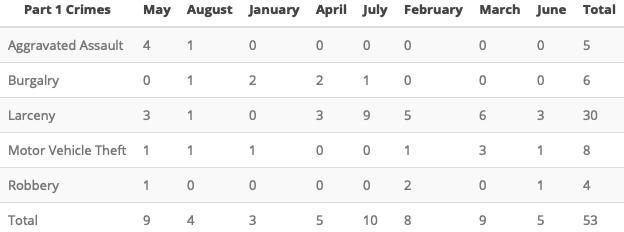 Part 1 Crimes May August January April July February March June Total
Aggravated Assault 4 1 0 0 0 0 0 0 5
Burgalry 0 1 2 2 1 0 0 0 6
Larceny 3 1 0 3 9 5 6 3 30
Motor Vehicle Theft 1 1 1 0 0 1 3 1 8
Robbery 1 0 0 0 0 2 0 1 4
Total 9 4 3 5 10 8 9 5 53